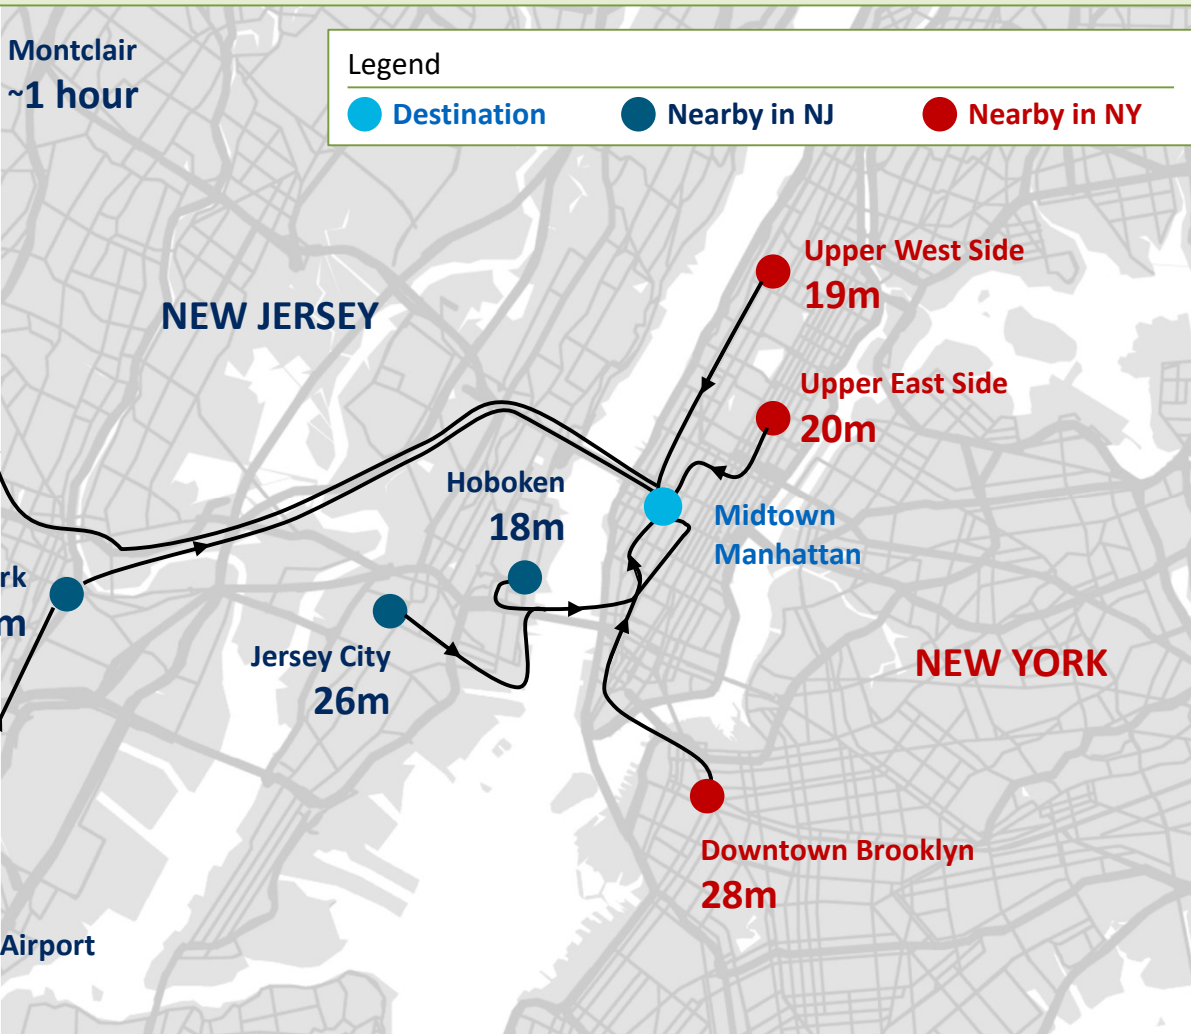 Montclair
~1 hour
Legend
Destination
Nearby in NJ
Nearby in NY
Upper West Side
19m
NEW JERSEY
Upper East Side
20m
Hoboken
18m
Midtown
Manhattan
rk
m
Jersey City
26m
NEW YORK
Downtown Brooklyn
28m
Airport